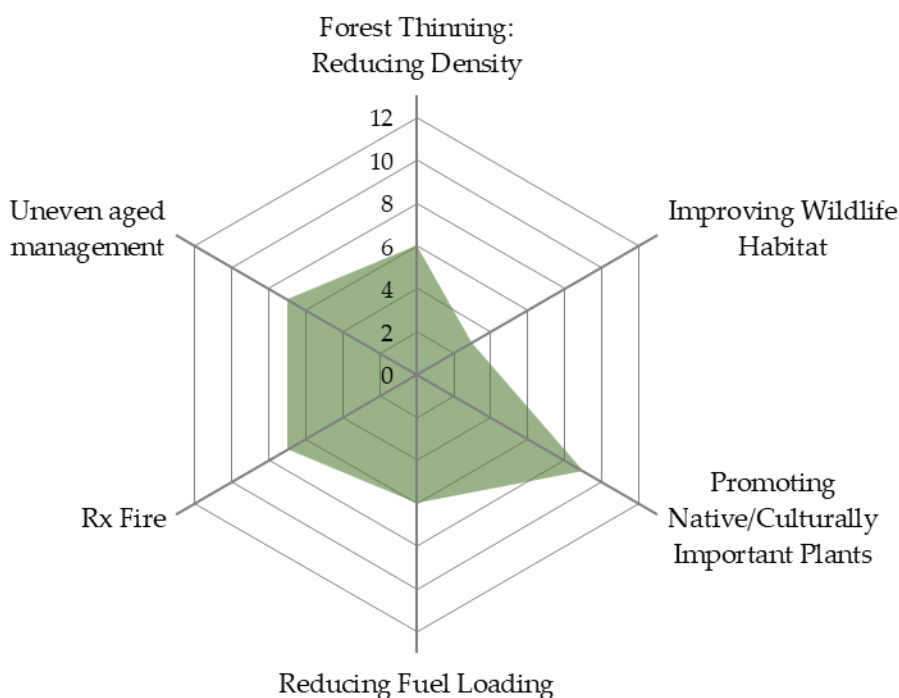 Forest Thinning:
Reducing Density
12
10
8
6
4
2
0
Uneven aged
management
Improving Wildlife
Habitat
Rx Fire
Promoting
Native/Culturally
Important Plants
Reducing Fuel Loading